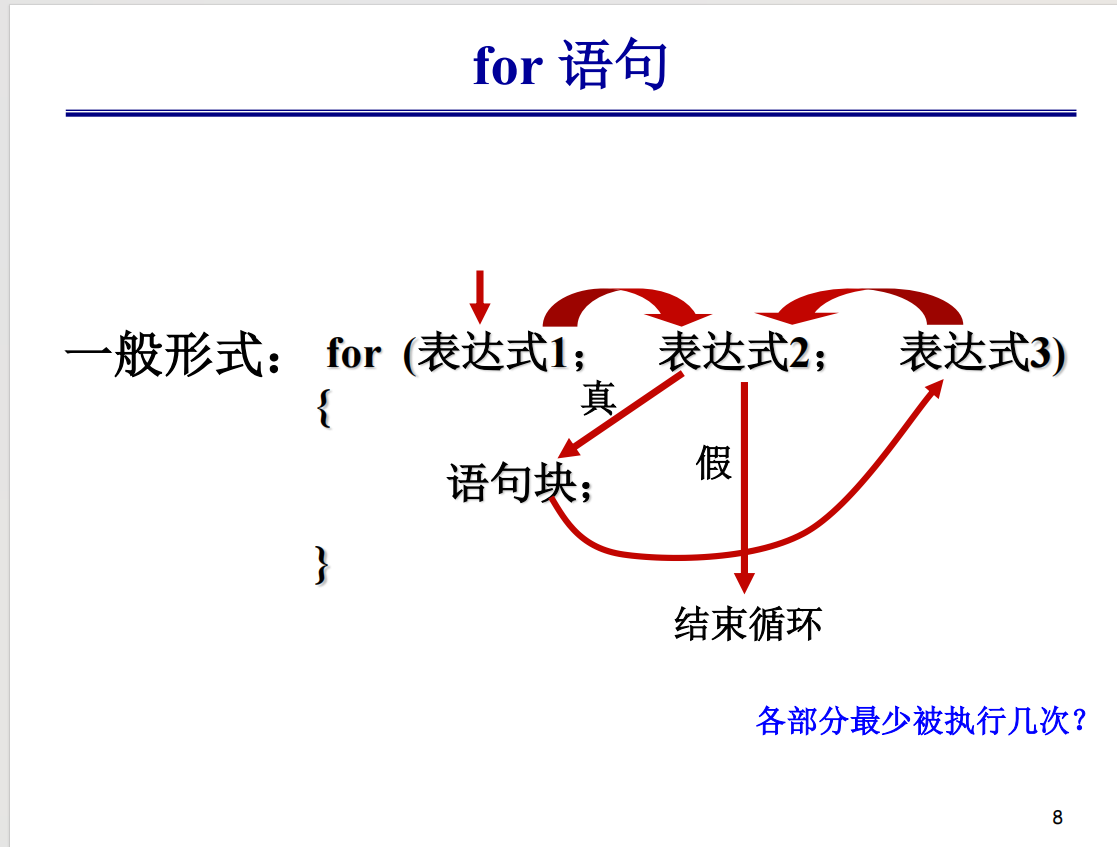 for 语句
一般形式： for (表达式1； 表达式2； 表达式3)
{
真
假
语句块；
}
结束循环
各部分最少被执行几次？
8